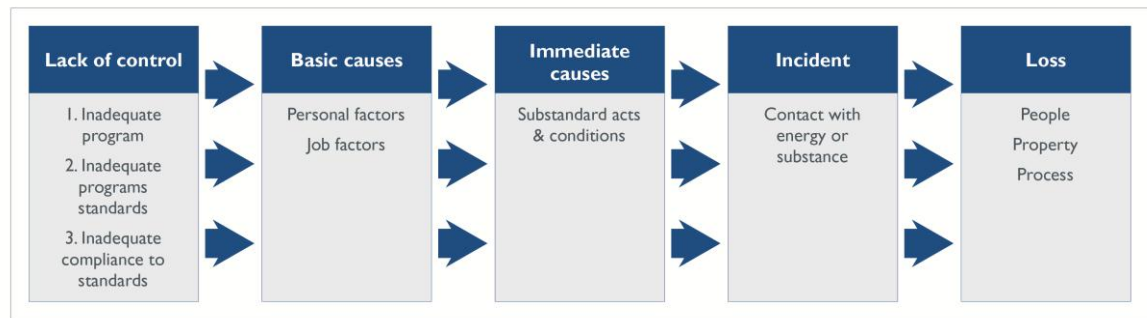 Lack of control
1. Inadequate
program
2. Inadequate
programs
standards
3. Inadequate
compliance to
standards
Basic causes
Personal factors
Job factors
Immediate
causes
Substandard acts
& conditions
Incident
Contact with
energy or
substance
Loss
People
Property
Process